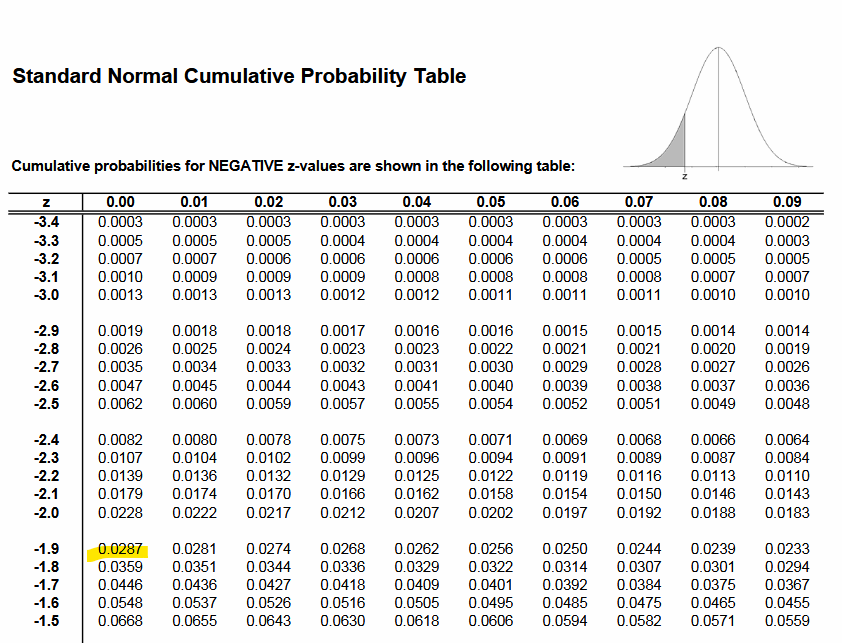 Standard Normal Cumulative Probability Table
z
Cumulative probabilities for NEGATIVE z-values are shown in the following table:
z 0.00 0.01 0.02 0.03 0.04 0.05 0.06 0.07 0.08 0.09
-3.4 0.0003 0.0003 0.0003 0.0003 0.0003 0.0003 0.0003 0.0003 0.0003 0.0002
-3.3 0.0005 0.0005 0.0005 0.0004 0.0004 0.0004 0.0004 0.0004 0.0004 0.0003
-3.2 0.0007 0.0007 0.0006 0.0006 0.0006 0.0006 0.0006 0.0005 0.0005 0.0005
-3.1 0.0010 0.0009 0.0009 0.0009 0.0008 0.0008 0.0008 0.0008 0.0007 0.0007
-3.0 0.0013 0.0013 0.0013 0.0012 0.0012 0.0011 0.0011 0.0011 0.0010 0.0010
-2.9 0.0019 0.0018 0.0018 0.0017 0.0016 0.0016 0.0015 0.0015 0.0014 0.0014
-2.8 0.0026 0.0025 0.0024 0.0023 0.0023 0.0022 0.0021 0.0021 0.0020 0.0019
-2.7 0.0035 0.0034 0.0033 0.0032 0.0031 0.0030 0.0029 0.0028 0.0027 0.0026
-2.6 0.0047 0.0045 0.0044 0.0043 0.0041 0.0040 0.0039 0.0038 0.0037 0.0036
-2.5 0.0062 0.0060 0.0059 0.0057 0.0055 0.0054 0.0052 0.0051 0.0049 0.0048
-2.4 0.0082 0.0080 0.0078 0.0075 0.0073 0.0071 0.0069 0.0068 0.0066 0.0064
-2.3 0.0107 0.0104 0.0102 0.0099 0.0096 0.0094 0.0091 0.0089 0.0087 0.0084
-2.2 0.0139 0.0136 0.0132 0.0129 0.0125 0.0122 0.0119 0.0116 0.0113 0.0110
-2.1 0.0179 0.0174 0.0170 0.0166 0.0162 0.0158 0.0154 0.0150 0.0146 0.0143
-2.0 0.0228 0.0222 0.0217 0.0212 0.0207 0.0202 0.0197 0.0192 0.0188 0.0183
-1.9 0.0287 0.0281 0.0274 0.0268 0.0262 0.0256 0.0250 0.0244 0.0239 0.0233
-1.8 0.0359 0.0351 0.0344 0.0336 0.0329 0.0322 0.0314 0.0307 0.0301 0.0294
-1.7 0.0446 0.0436 0.0427 0.0418 0.0409 0.0401 0.0392 0.0384 0.0375 0.0367
-1.6 0.0548 0.0537 0.0526 0.0516 0.0505 0.0495 0.0485 0.0475 0.0465 0.0455
-1.5 0.0668 0.0655 0.0643 0.0630 0.0618 0.0606 0.0594 0.0582 0.0571 0.0559